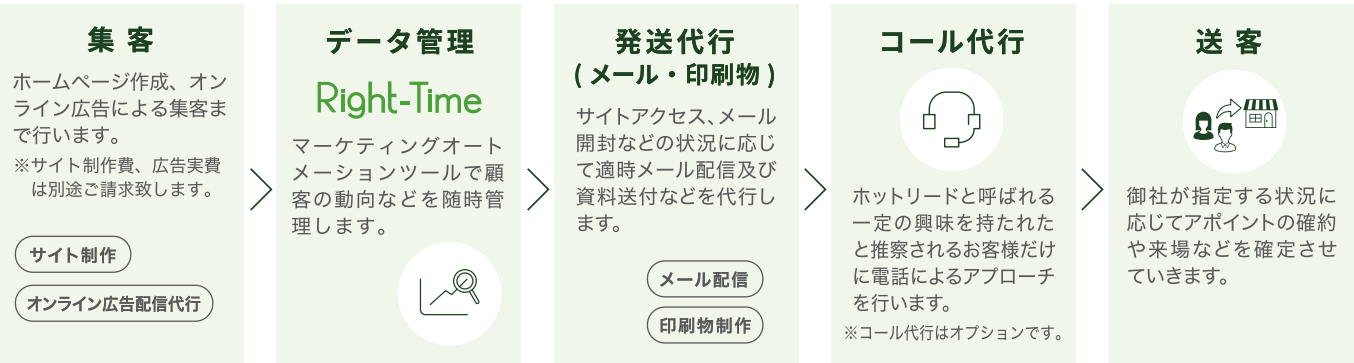 集 客
ホームページ作成、オン
ライン広告による集客ま
で行います。
※サイト制作費、広告実費
は別途ご請求致します。
サイト制作
オンライン広告配信代行
データ管理
Right-Time
マーケティングオート
メーションツールで顧
客の動向などを随時管
理します。
発送代行
(メール・印刷物)
サイトアクセス、メール
開封などの状況に応じ
て適時メール配信及び
資料送付などを代行し
ます。
メール配信
印刷物制作
コール代行
ホットリードと呼ばれる
一定の興味を持たれた
と推察されるお客様だけ
に電話によるアプローチ
を行います。
※コール代行はオプションです。
送 客
御社が指定する状況に
応じてアポイントの確約
や来場などを確定させ
ていきます。